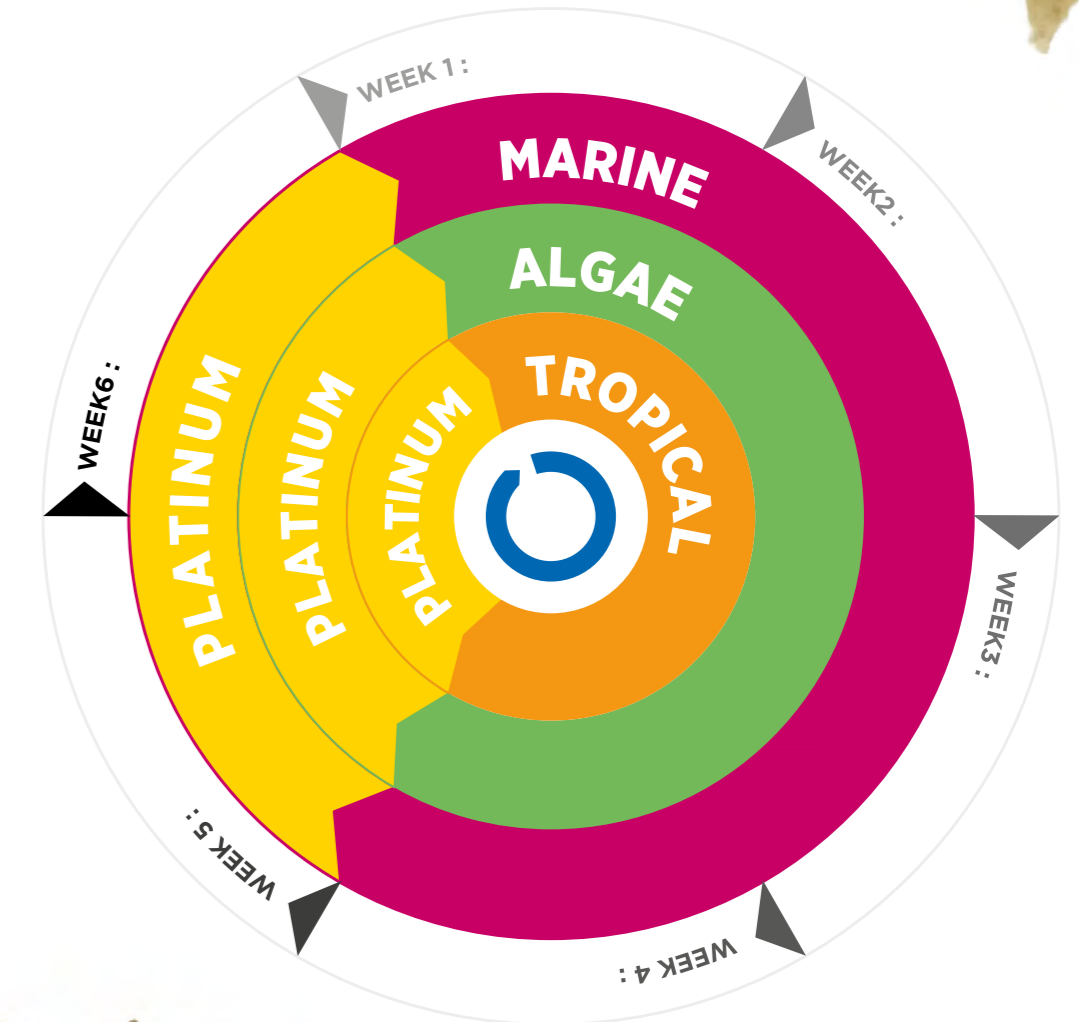 WEEK 1 :
WEEK2 :
WEEK3 :
WEEK 4 :
WEEK 5 :
WEEK6 :
MARINE
ALGAE
TROPICAL
PLATINUM
PLATINUM
PLATINUM